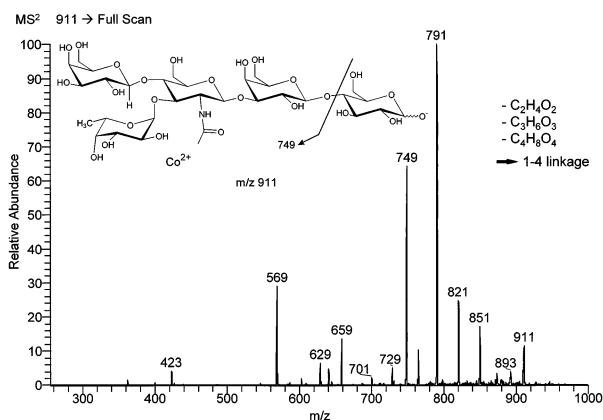 MS² 911 → Full Scan
Relative Abundance
100
90
80
70
60
50
40
30
20
10
0
300
400
500
600
700
800
900
1000
m/z
423
569
629
659
701
729
749
791
821
851
893
911
OH OH
O
HO
OH
H
O
OH
HO
O
O
NH
O
H₃C
O
O
OH
OH
OH
OH OH
O
O
OH
O
OH
O
HO
OH
O⁻
749
Co²⁺
m/z 911
- C₂H₄O₂
- C₃H₆O₃
- C₄H₈O₄
➡ 1-4 linkage